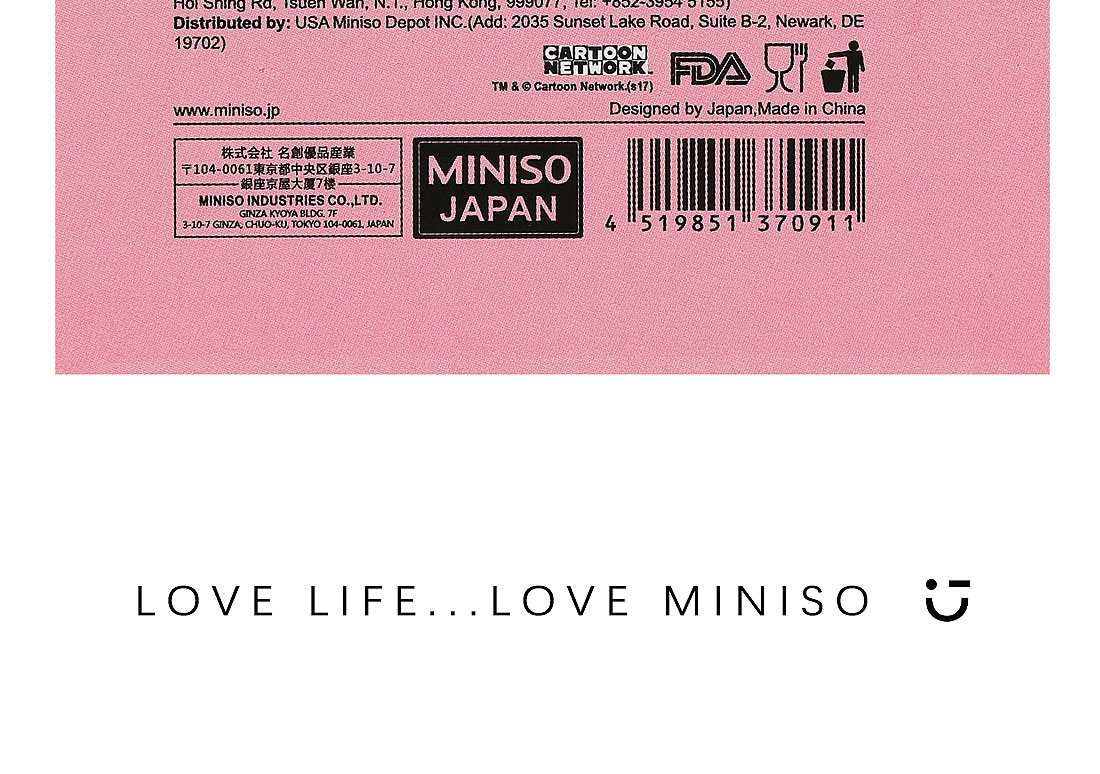 Hoi Shing Rd, Tsuen Wan, N.T., Hong Kong, 999077, Tel: +852-3954 5155)
Distributed by: USA Miniso Depot INC.(Add: 2035 Sunset Lake Road, Suite B-2, Newark, DE
19702)
CARTOON
NETWORK™
FDA
TM & © Cartoon Network.(s17)
www.miniso.jp
Designed by Japan,Made in China
株式会社 名創優品産業
〒104-0061東京都中央区銀座3-10-7
銀座京屋大厦7楼
MINISO INDUSTRIES CO.,LTD.
GINZA KYOYA BLDG. 7F
3-10-7 GINZA, CHUO-KU, TOKYO 104-0061, JAPAN
MINISO
JAPAN
4 519851 370911
LOVE LIFE...LOVE MINISO